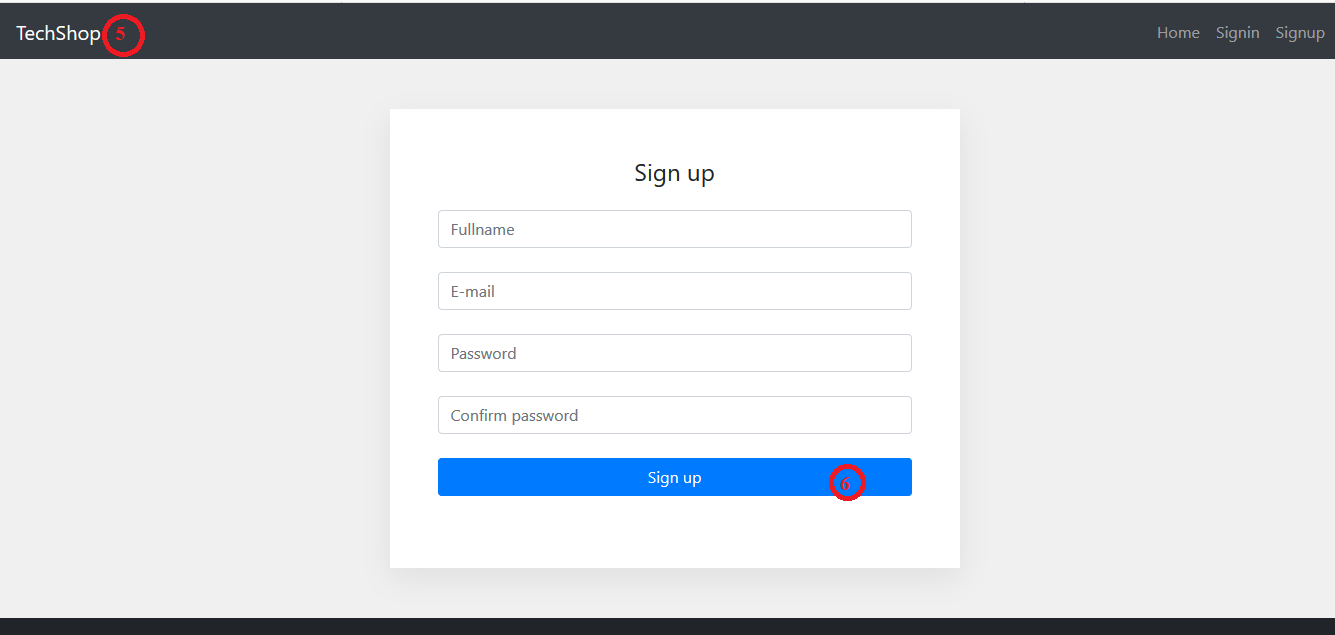 TechShop 5 Home Signin Signup
Sign up
Fullname
E-mail
Password
Confirm password
Sign up 6